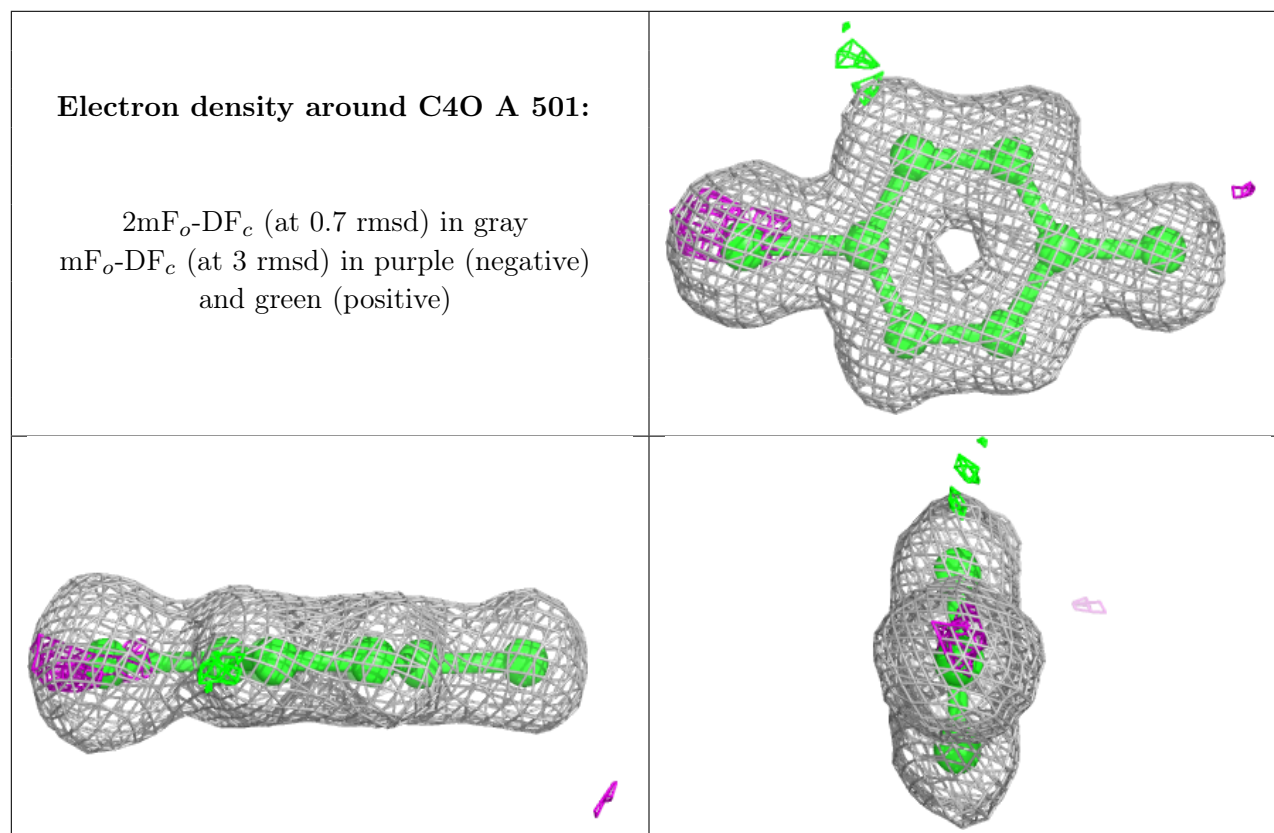 Electron density around C4O A 501:
2mFo-DFc (at 0.7 rmsd) in gray
mFo-DFc (at 3 rmsd) in purple (negative)
and green (positive)